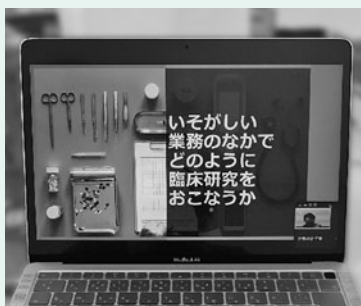 いそがしい
業務のなかで
どのように
臨床研究を
おこなうか